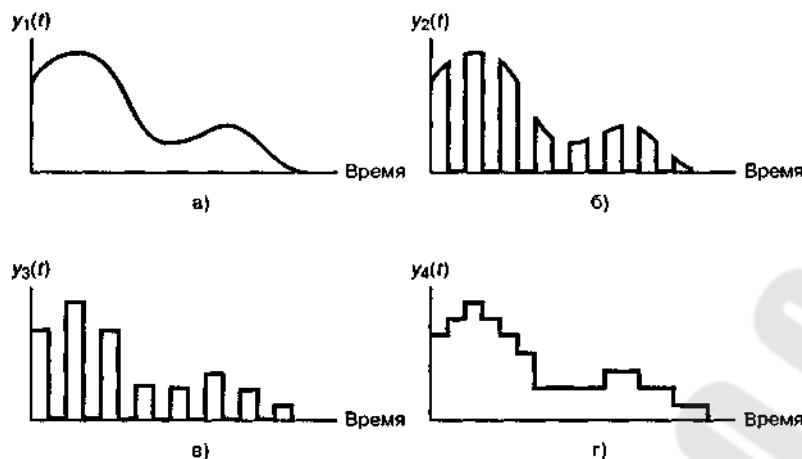 y₁(t)
Время
а)
y₂(t)
Время
б)
y₃(t)
Время
в)
y₄(t)
Время
г)